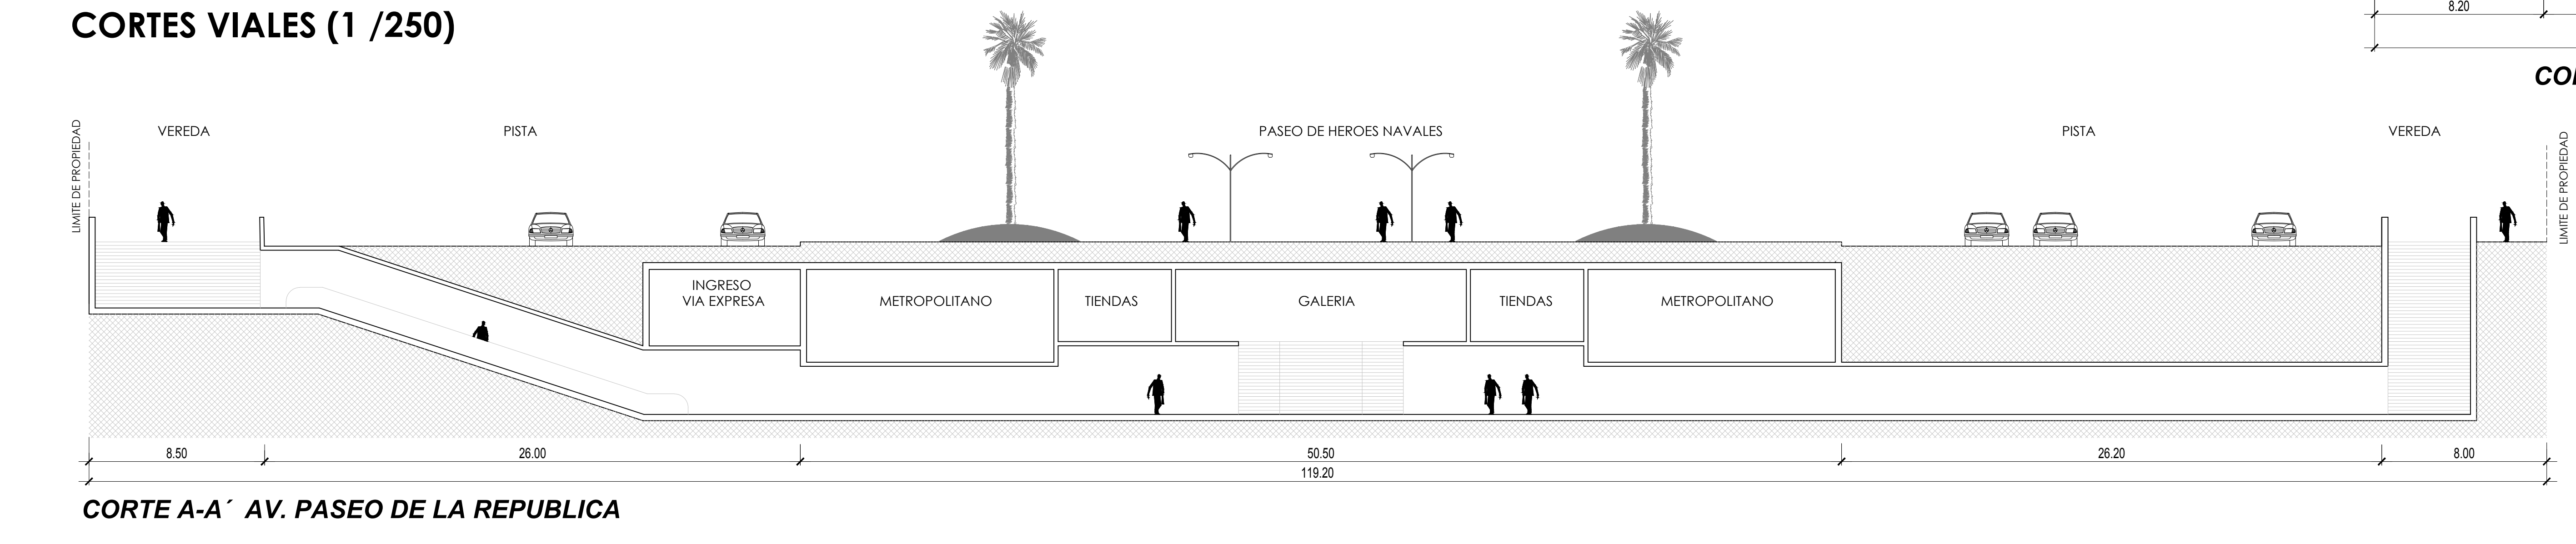 CORTES VIALES (1 /250)
8.20
LIMITE DE PROPIEDAD
VEREDA
PISTA
PASEO DE HEROES NAVALES
PISTA
VEREDA
LIMITE DE PROPIEDAD
INGRESO
VIA EXPRESA
METROPOLITANO
TIENDAS
GALERIA
TIENDAS
METROPOLITANO
8.50
26.00
50.50
26.20
8.00
119.20
CORTE A-A´ AV. PASEO DE LA REPUBLICA